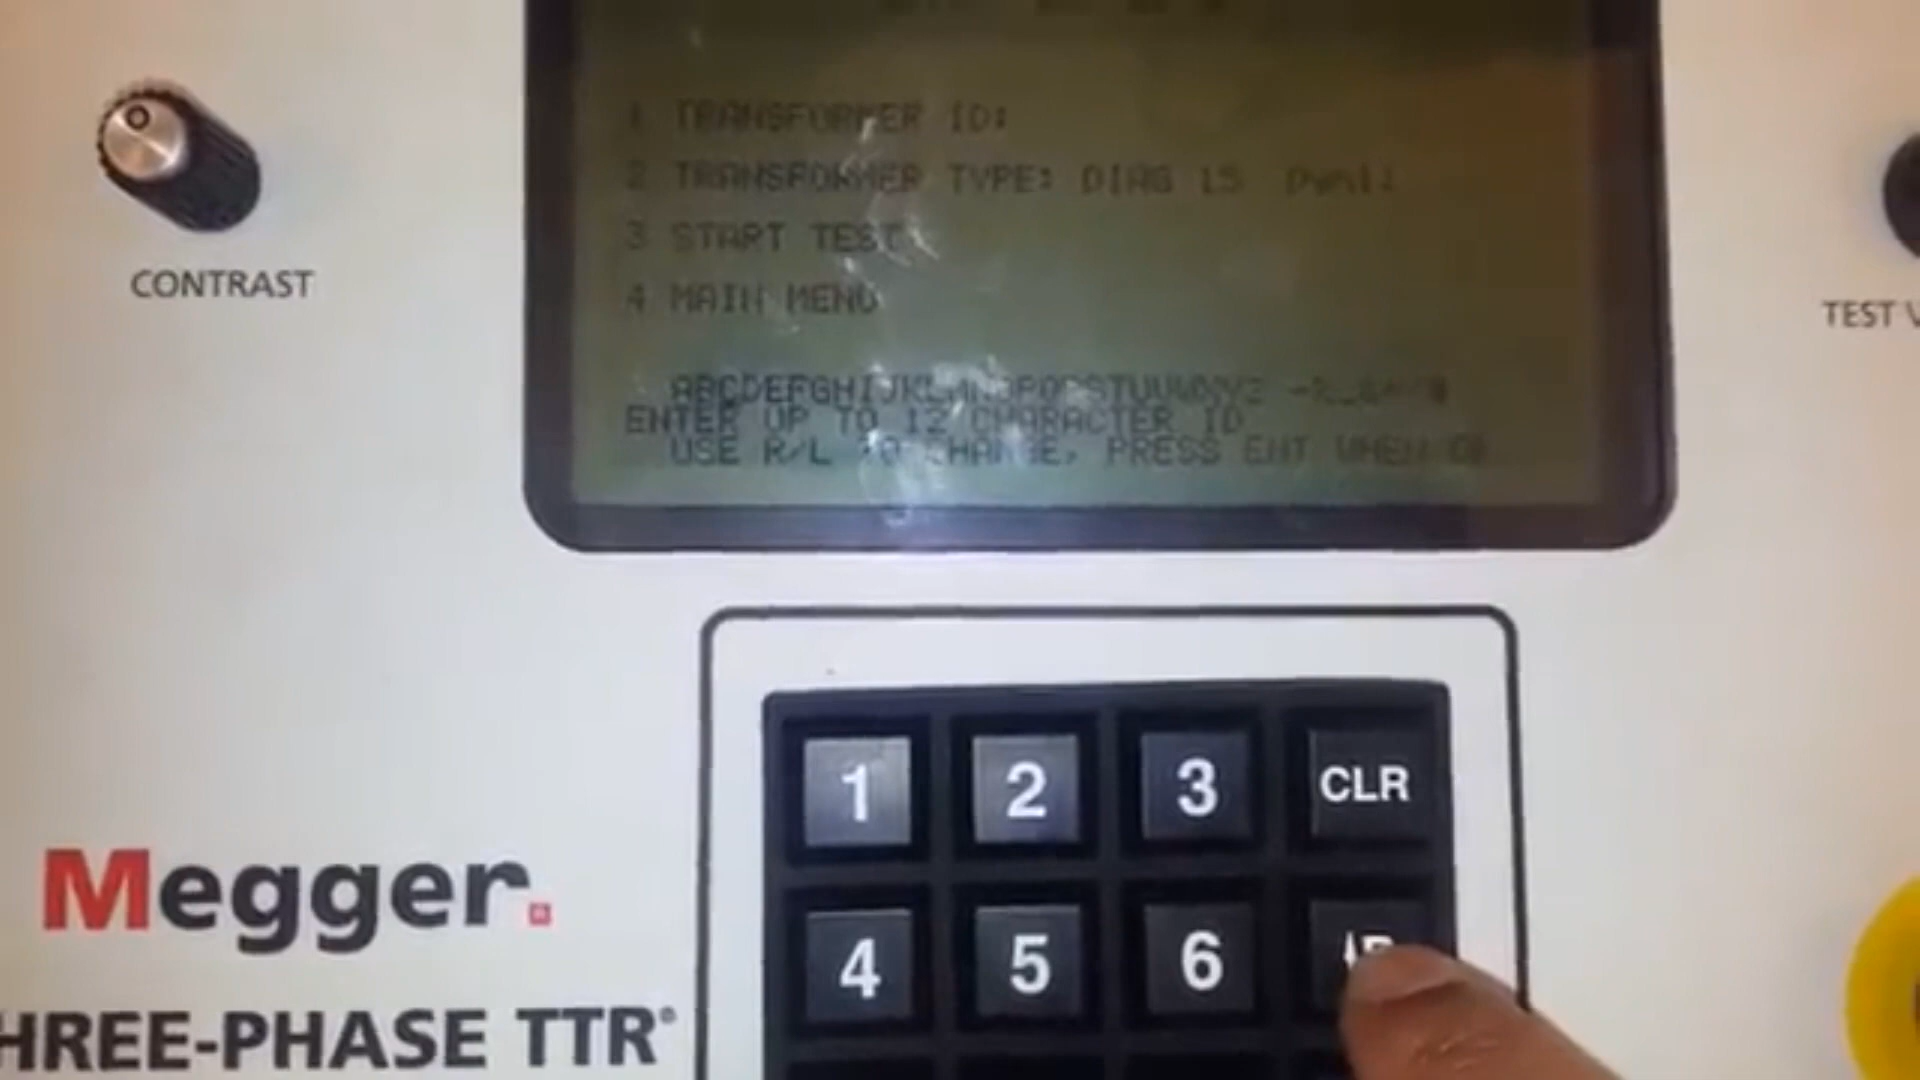 1 TRANSFORMER ID:
2 TRANSFORMER TYPE: DIAG 15 Dyn11
3 START TEST
4 MAIN MENU
ABCDEFGHIJKLMNOPQRSTUVWXYZ
ENTER UP TO 12 CHARACTER ID
USE R/L TO CHANGE, PRESS ENT WHEN
CONTRAST
TEST V
1 2 3 CLR
4 5 6
Megger.
HREE-PHASE TTR®